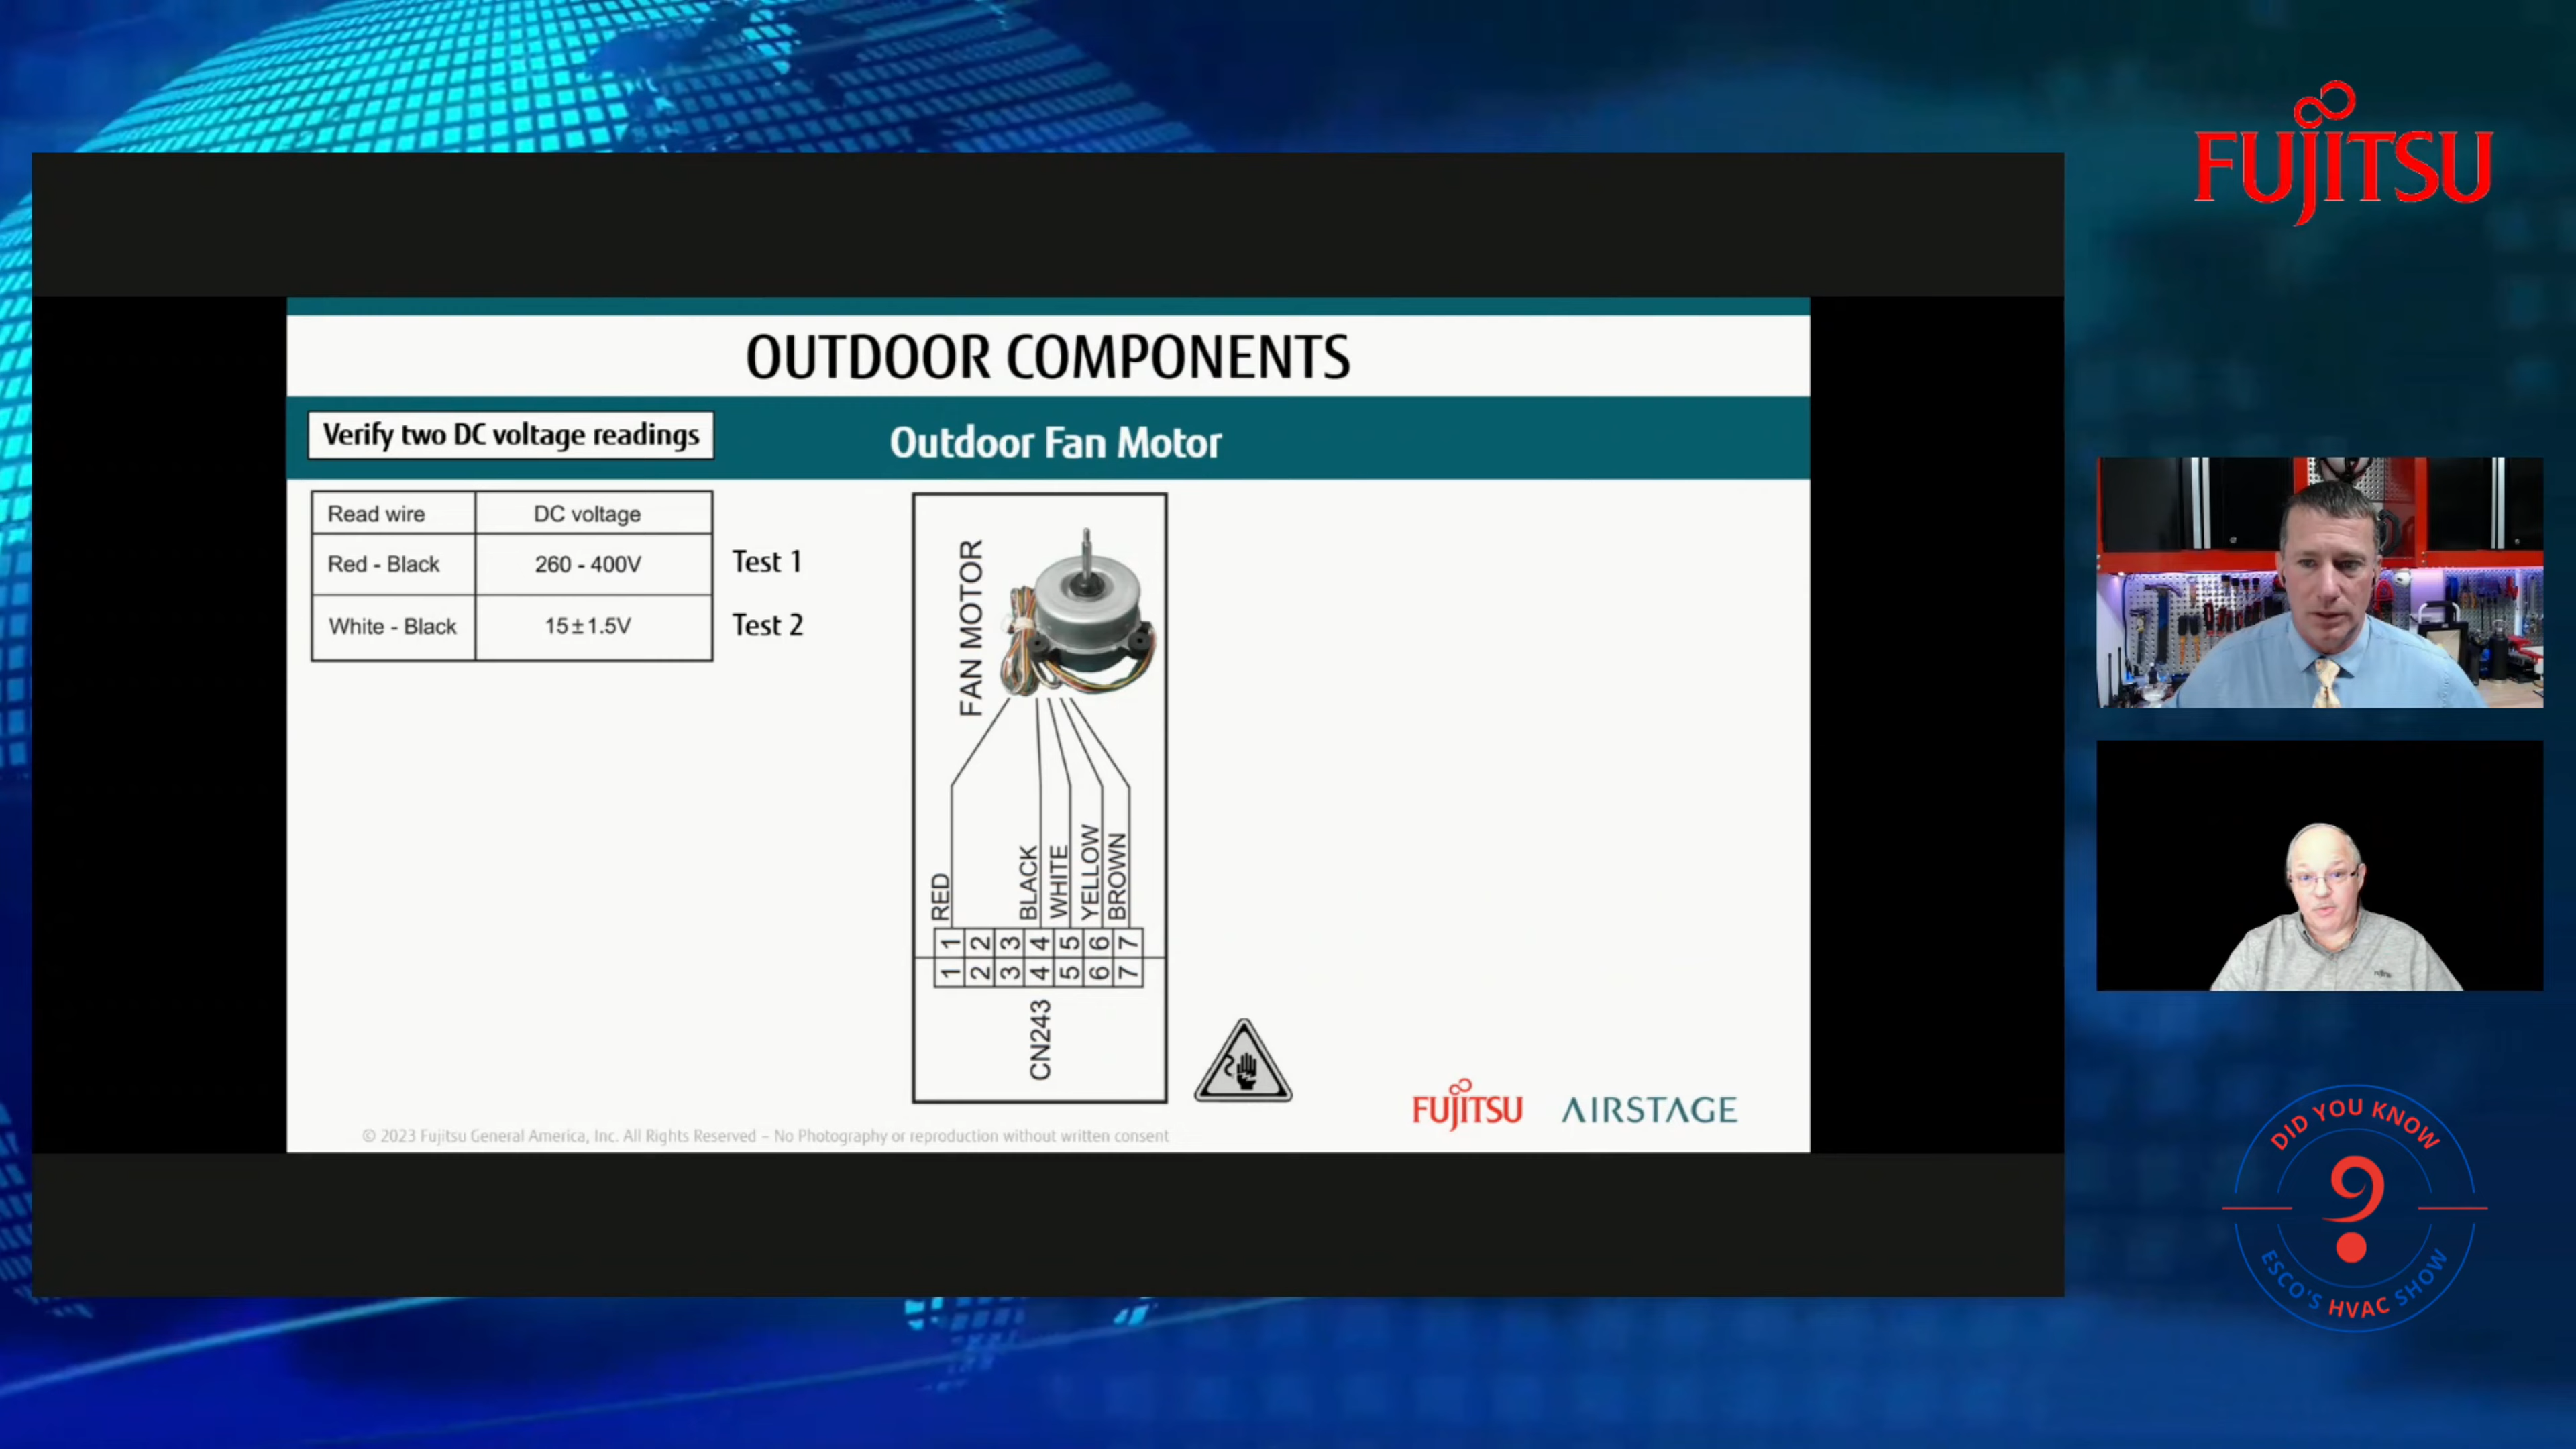 FUJITSU
OUTDOOR COMPONENTS
Verify two DC voltage readings
Outdoor Fan Motor
Read wire DC voltage
Red - Black 260 - 400V Test 1
White - Black 15±1.5V Test 2
FAN MOTOR
RED
BLACK
WHITE
YELLOW
BROWN
1 2 3 4 5 6 7
1 2 3 4 5 6 7
CN243
FUJITSU AIRSTAGE
© 2023 Fujitsu General America, Inc. All Rights Reserved – No Photography or reproduction without written consent
DID YOU KNOW
?
ESCO'S HVAC SHOW